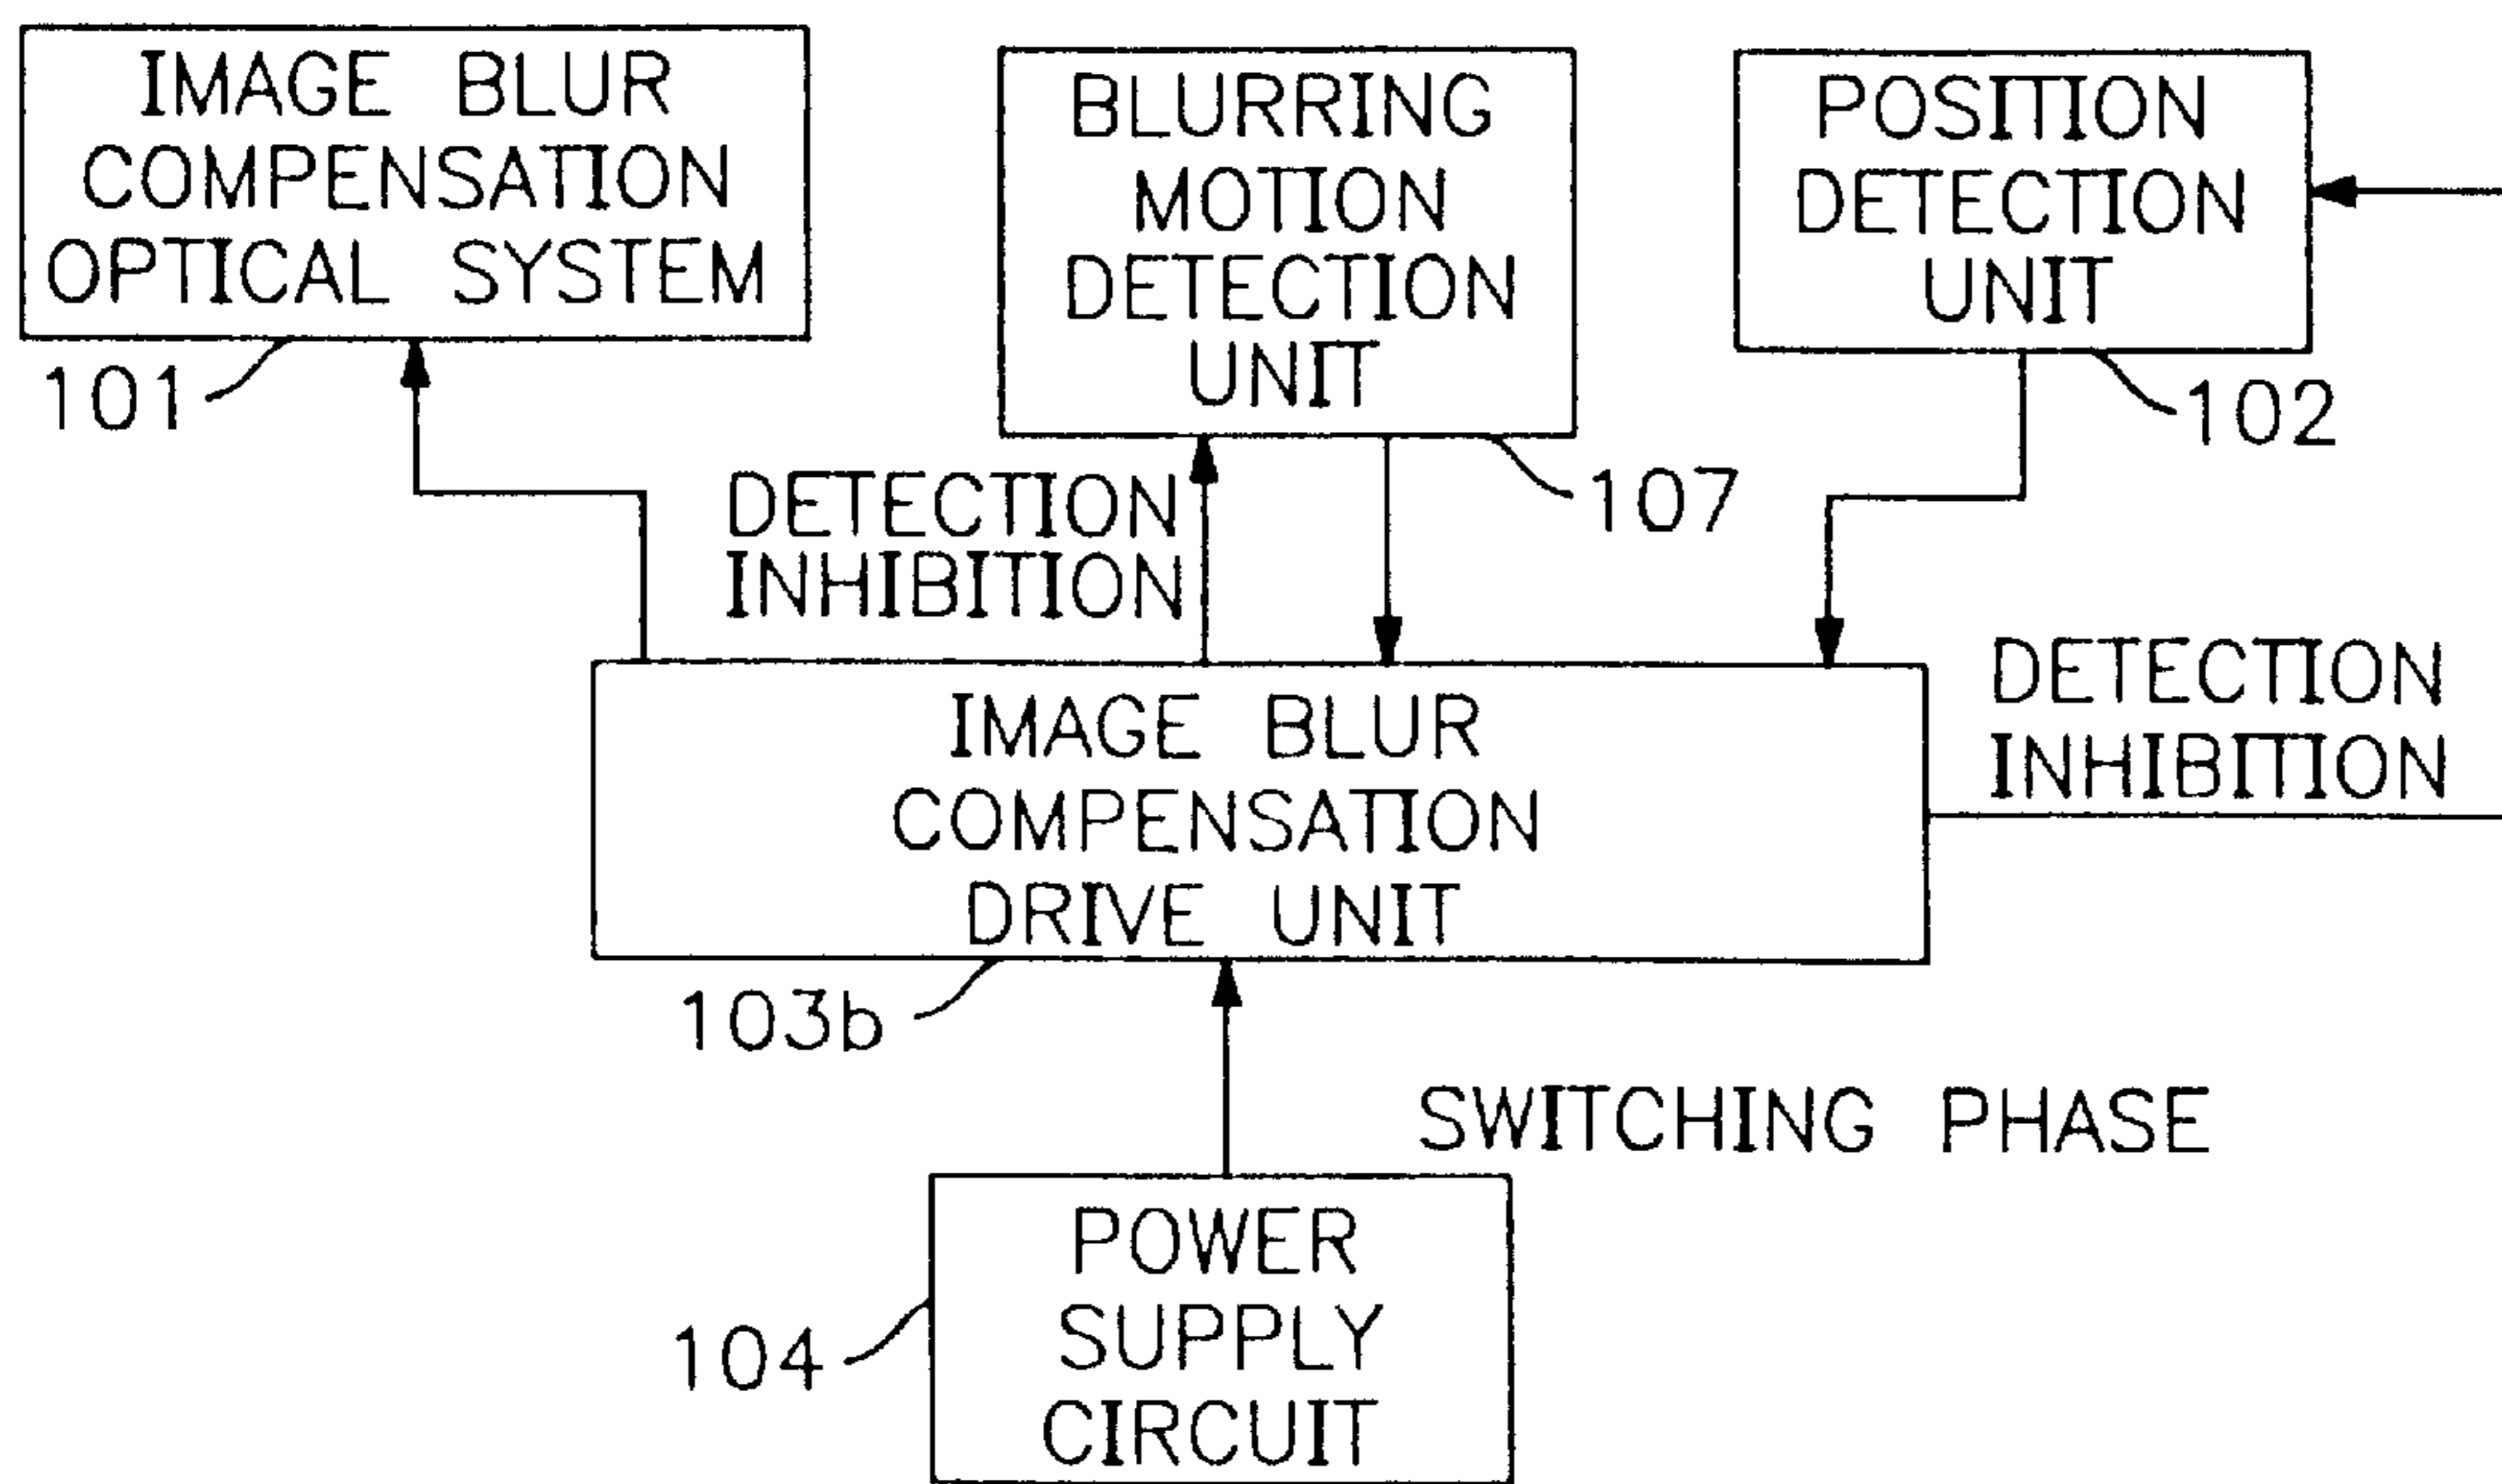 IMAGE BLUR
COMPENSATION
OPTICAL SYSTEM
101
BLURRING
MOTION
DETECTION
UNIT
107
POSITION
DETECTION
UNIT
102
DETECTION
INHIBITION
IMAGE BLUR
COMPENSATION
DRIVE UNIT
103b
DETECTION
INHIBITION
SWITCHING PHASE
POWER
SUPPLY
CIRCUIT
104